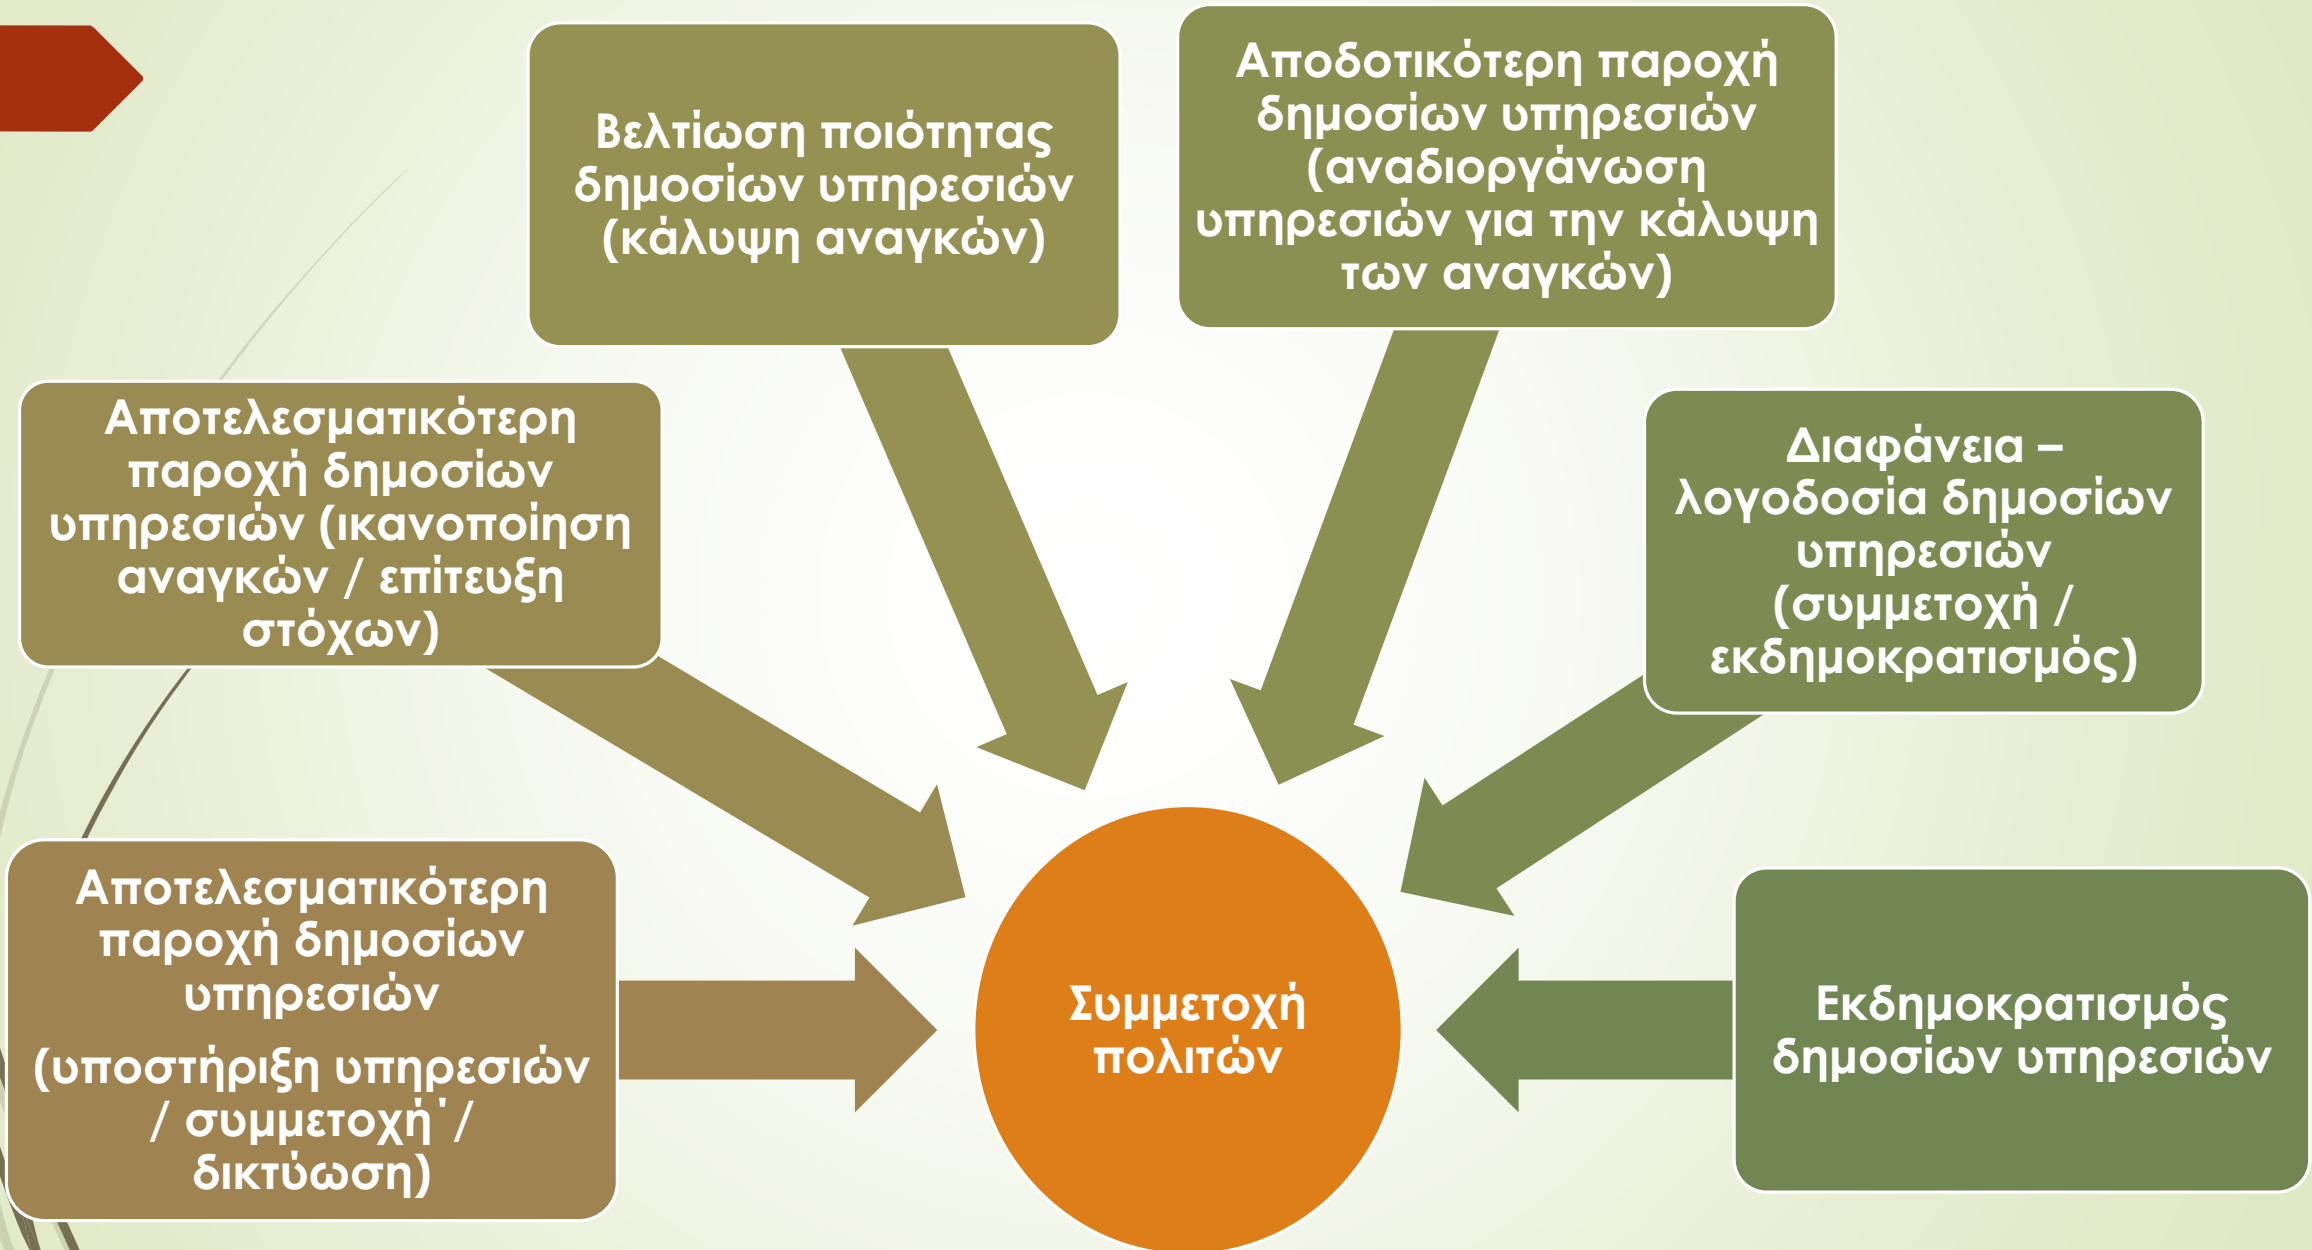 Βελτίωση ποιότητας
δημοσίων υπηρεσιών
(κάλυψη αναγκών)
Αποδοτικότερη παροχή
δημοσίων υπηρεσιών
(αναδιοργάνωση
υπηρεσιών για την κάλυψη
των αναγκών)
Αποτελεσματικότερη
παροχή δημοσίων
υπηρεσιών (ικανοποίηση
αναγκών / επίτευξη
στόχων)
Διαφάνεια –
λογοδοσία δημοσίων
υπηρεσιών
(συμμετοχή /
εκδημοκρατισμός)
Αποτελεσματικότερη
παροχή δημοσίων
υπηρεσιών
(υποστήριξη υπηρεσιών
/ συμμετοχή΄/
δικτύωση)
Συμμετοχή
πολιτών
Εκδημοκρατισμός
δημοσίων υπηρεσιών